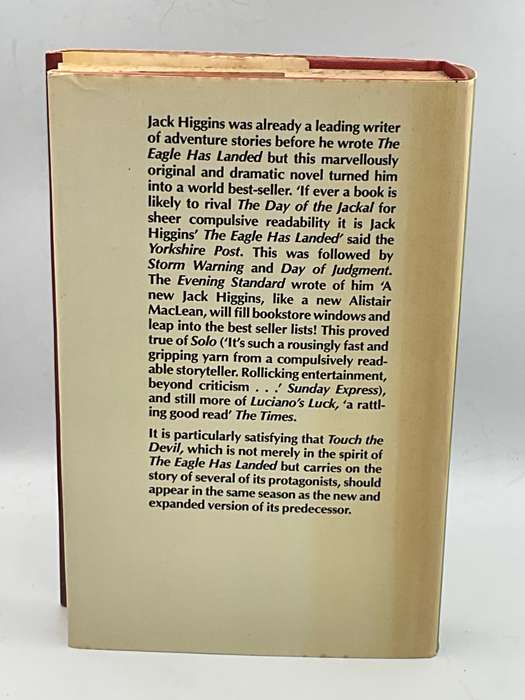 Jack Higgins was already a leading writer
of adventure stories before he wrote The
Eagle Has Landed but this marvellously
original and dramatic novel turned him
into a world best-seller. ‘If ever a book is
likely to rival The Day of the Jackal for
sheer compulsive readability it is Jack
Higgins’ The Eagle Has Landed’ said the
Yorkshire Post. This was followed by
Storm Warning and Day of Judgment.
The Evening Standard wrote of him ‘A
new Jack Higgins, like a new Alistair
MacLean, will fill bookstore windows and
leap into the best seller lists! This proved
true of Solo (‘It’s such a rousingly fast and
gripping yarn from a compulsively read-
able storyteller. Rollicking entertainment,
beyond criticism . . .’ Sunday Express),
and still more of Luciano’s Luck, ‘a rattl-
ing good read’ The Times.
It is particularly satisfying that Touch the
Devil, which is not merely in the spirit of
The Eagle Has Landed but carries on the
story of several of its protagonists, should
appear in the same season as the new and
expanded version of its predecessor.